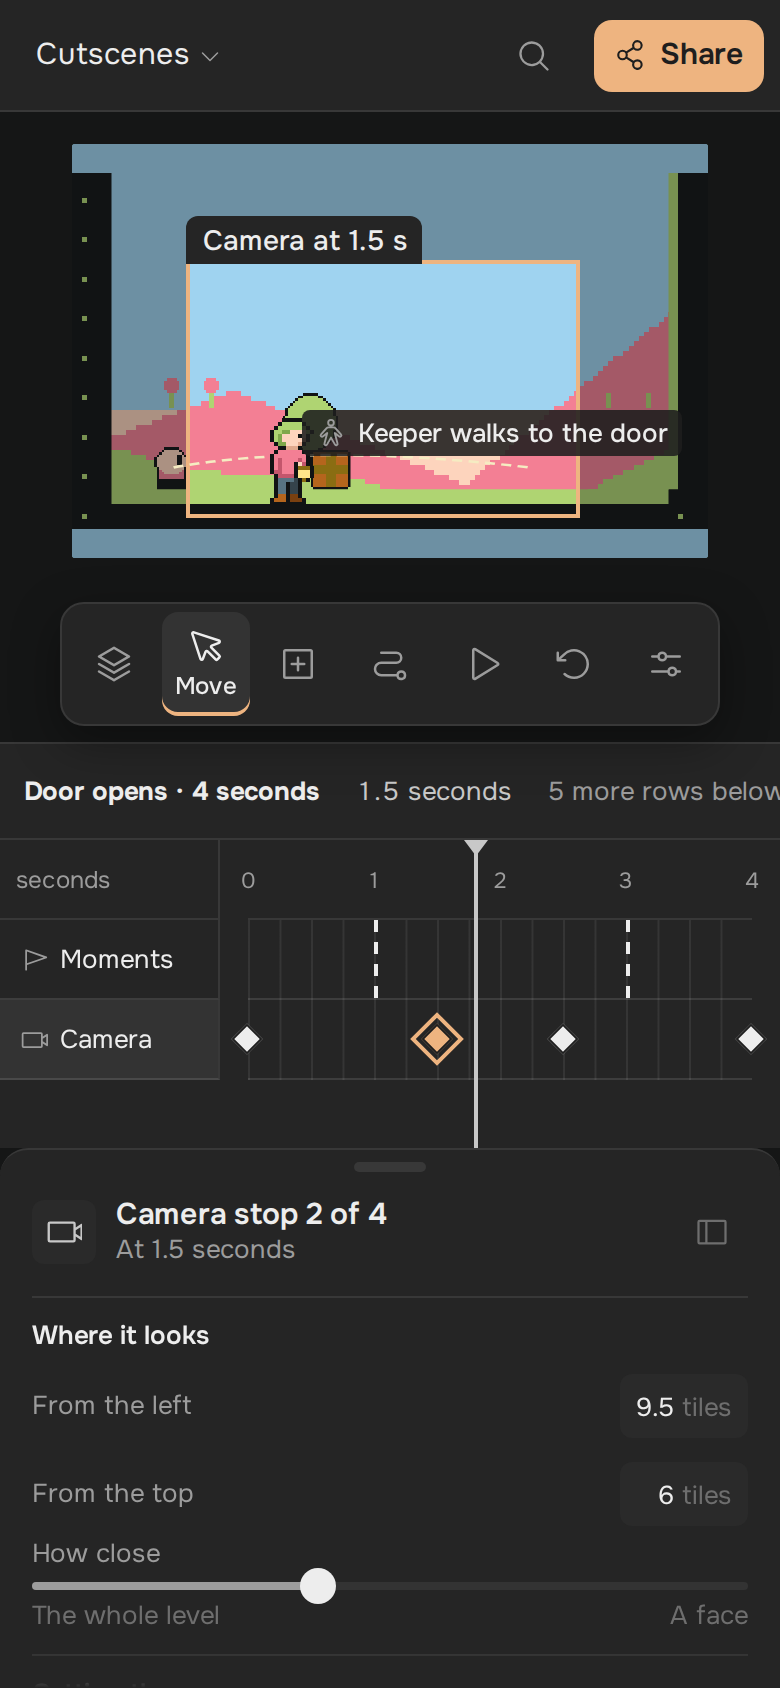 Cutscenes
Share
Camera at 1.5 s
Keeper walks to the door
Move
Door opens · 4 seconds 1.5 seconds 5 more rows below
seconds 0 1 2 3 4
Moments
Camera
Camera stop 2 of 4
At 1.5 seconds
Where it looks
From the left 9.5 tiles
From the top 6 tiles
How close
The whole level A face